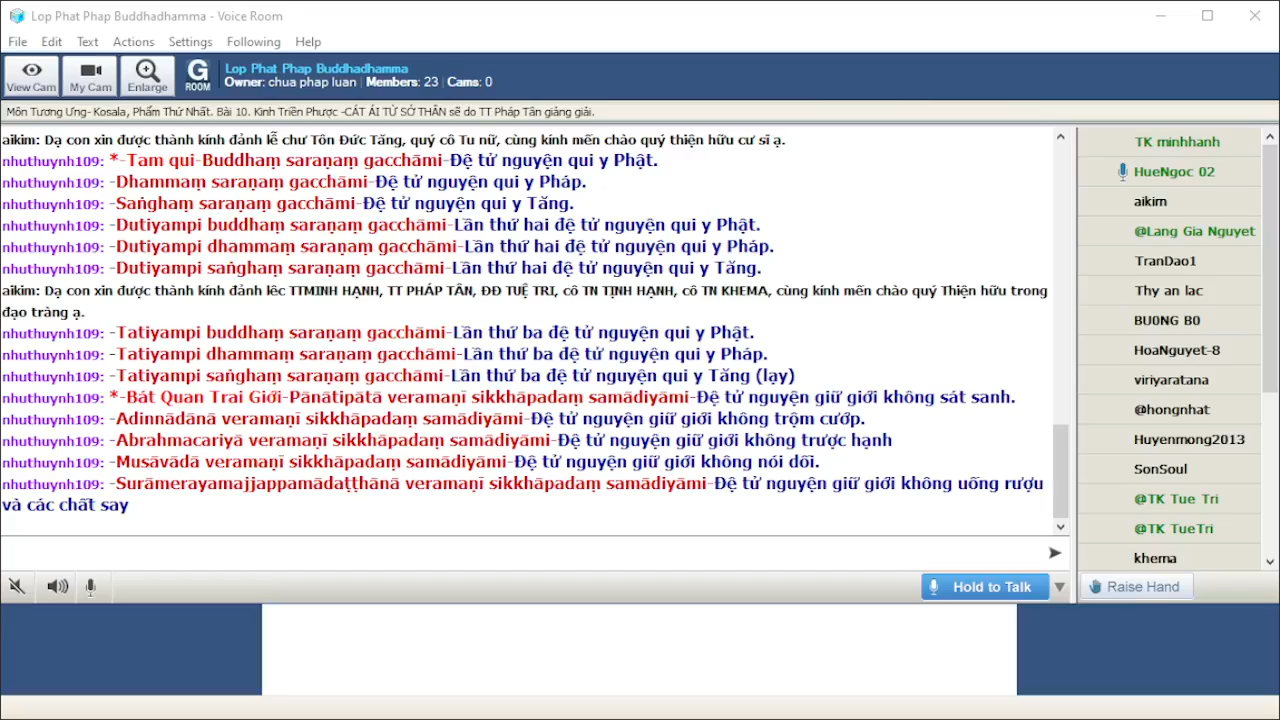 Lop Phat Phap Buddhadhamma - Voice Room
File Edit Text Actions Settings Following Help
View Cam My Cam Enlarge G ROOM
Lop Phat Phap Buddhadhamma
Owner: chua phap luan | Members: 23 | Cams: 0
Môn Tương Ưng- Kosala, Phẩm Thứ Nhất. Bài 10. Kinh Triền Phược -CÁT ÁI TỬ SỞ THÂN sẽ do TT Pháp Tân giảng giải.
aikim: Dạ con xin được thành kính đảnh lễ chư Tôn Đức Tăng, quý cô Tu nữ, cùng kính mến chào quý thiện hữu cư sĩ ạ.
nhuthuynh109: *-Tam qui-Buddhaṃ saraṇaṃ gacchāmi-Đệ tử nguyện qui y Phật.
nhuthuynh109: -Dhammaṃ saraṇaṃ gacchāmi-Đệ tử nguyện qui y Pháp.
nhuthuynh109: -Saṅghaṃ saraṇaṃ gacchāmi-Đệ tử nguyện qui y Tăng.
nhuthuynh109: -Dutiyampi buddhaṃ saraṇaṃ gacchāmi-Lần thứ hai đệ tử nguyện qui y Phật.
nhuthuynh109: -Dutiyampi dhammaṃ saraṇaṃ gacchāmi-Lần thứ hai đệ tử nguyện qui y Pháp.
nhuthuynh109: -Dutiyampi saṅghaṃ saraṇaṃ gacchāmi-Lần thứ hai đệ tử nguyện qui y Tăng.
aikim: Dạ con xin được thành kính đảnh lêc TTMINH HẠNH, TT PHÁP TÂN, ĐĐ TUỆ TRI, cô TN TỊNH HẠNH, cô TN KHEMA, cùng kính mến chào quý Thiện hữu trong
đạo tràng ạ.
nhuthuynh109: -Tatiyampi buddhaṃ saraṇaṃ gacchāmi-Lần thứ ba đệ tử nguyện qui y Phật.
nhuthuynh109: -Tatiyampi dhammaṃ saraṇaṃ gacchāmi-Lần thứ ba đệ tử nguyện qui y Pháp.
nhuthuynh109: -Tatiyampi saṅghaṃ saraṇaṃ gacchāmi-Lần thứ ba đệ tử nguyện qui y Tăng (lạy)
nhuthuynh109: *-Bát Quan Trai Giới-Pānātipātā veramaṇī sikkhāpadaṃ samādiyāmi-Đệ tử nguyện giữ giới không sát sanh.
nhuthuynh109: -Adinnādānā veramaṇī sikkhāpadaṃ samādiyāmi-Đệ tử nguyện giữ giới không trộm cướp.
nhuthuynh109: -Abrahmacariyā veramaṇī sikkhāpadaṃ samādiyāmi-Đệ tử nguyện giữ giới không trược hạnh
nhuthuynh109: -Musāvādā veramaṇī sikkhāpadaṃ samādiyāmi-Đệ tử nguyện giữ giới không nói dối.
nhuthuynh109: -Surāmerayamajjappamādaṭṭhānā veramaṇī sikkhāpadaṃ samādiyāmi-Đệ tử nguyện giữ giới không uống rượu
và các chất say
TK minhhanh
HueNgoc 02
aikim
@Lang Gia Nguyet
TranDao1
Thy an lac
BU0NG B0
HoaNguyet-8
viriyaratana
@hongnhat
Huyenmong2013
SonSoul
@TK Tue Tri
@TK TueTri
khema
Hold to Talk
Raise Hand